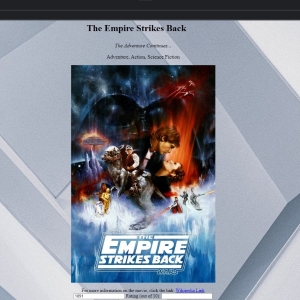 The Empire Strikes Back
The Adventure Continues...
Adventure, Action, Science Fiction
THE
EMPIRE
STRIKES BACK
For more information on the movie, click the link: Wikipedia Link
Rating (out of 10)